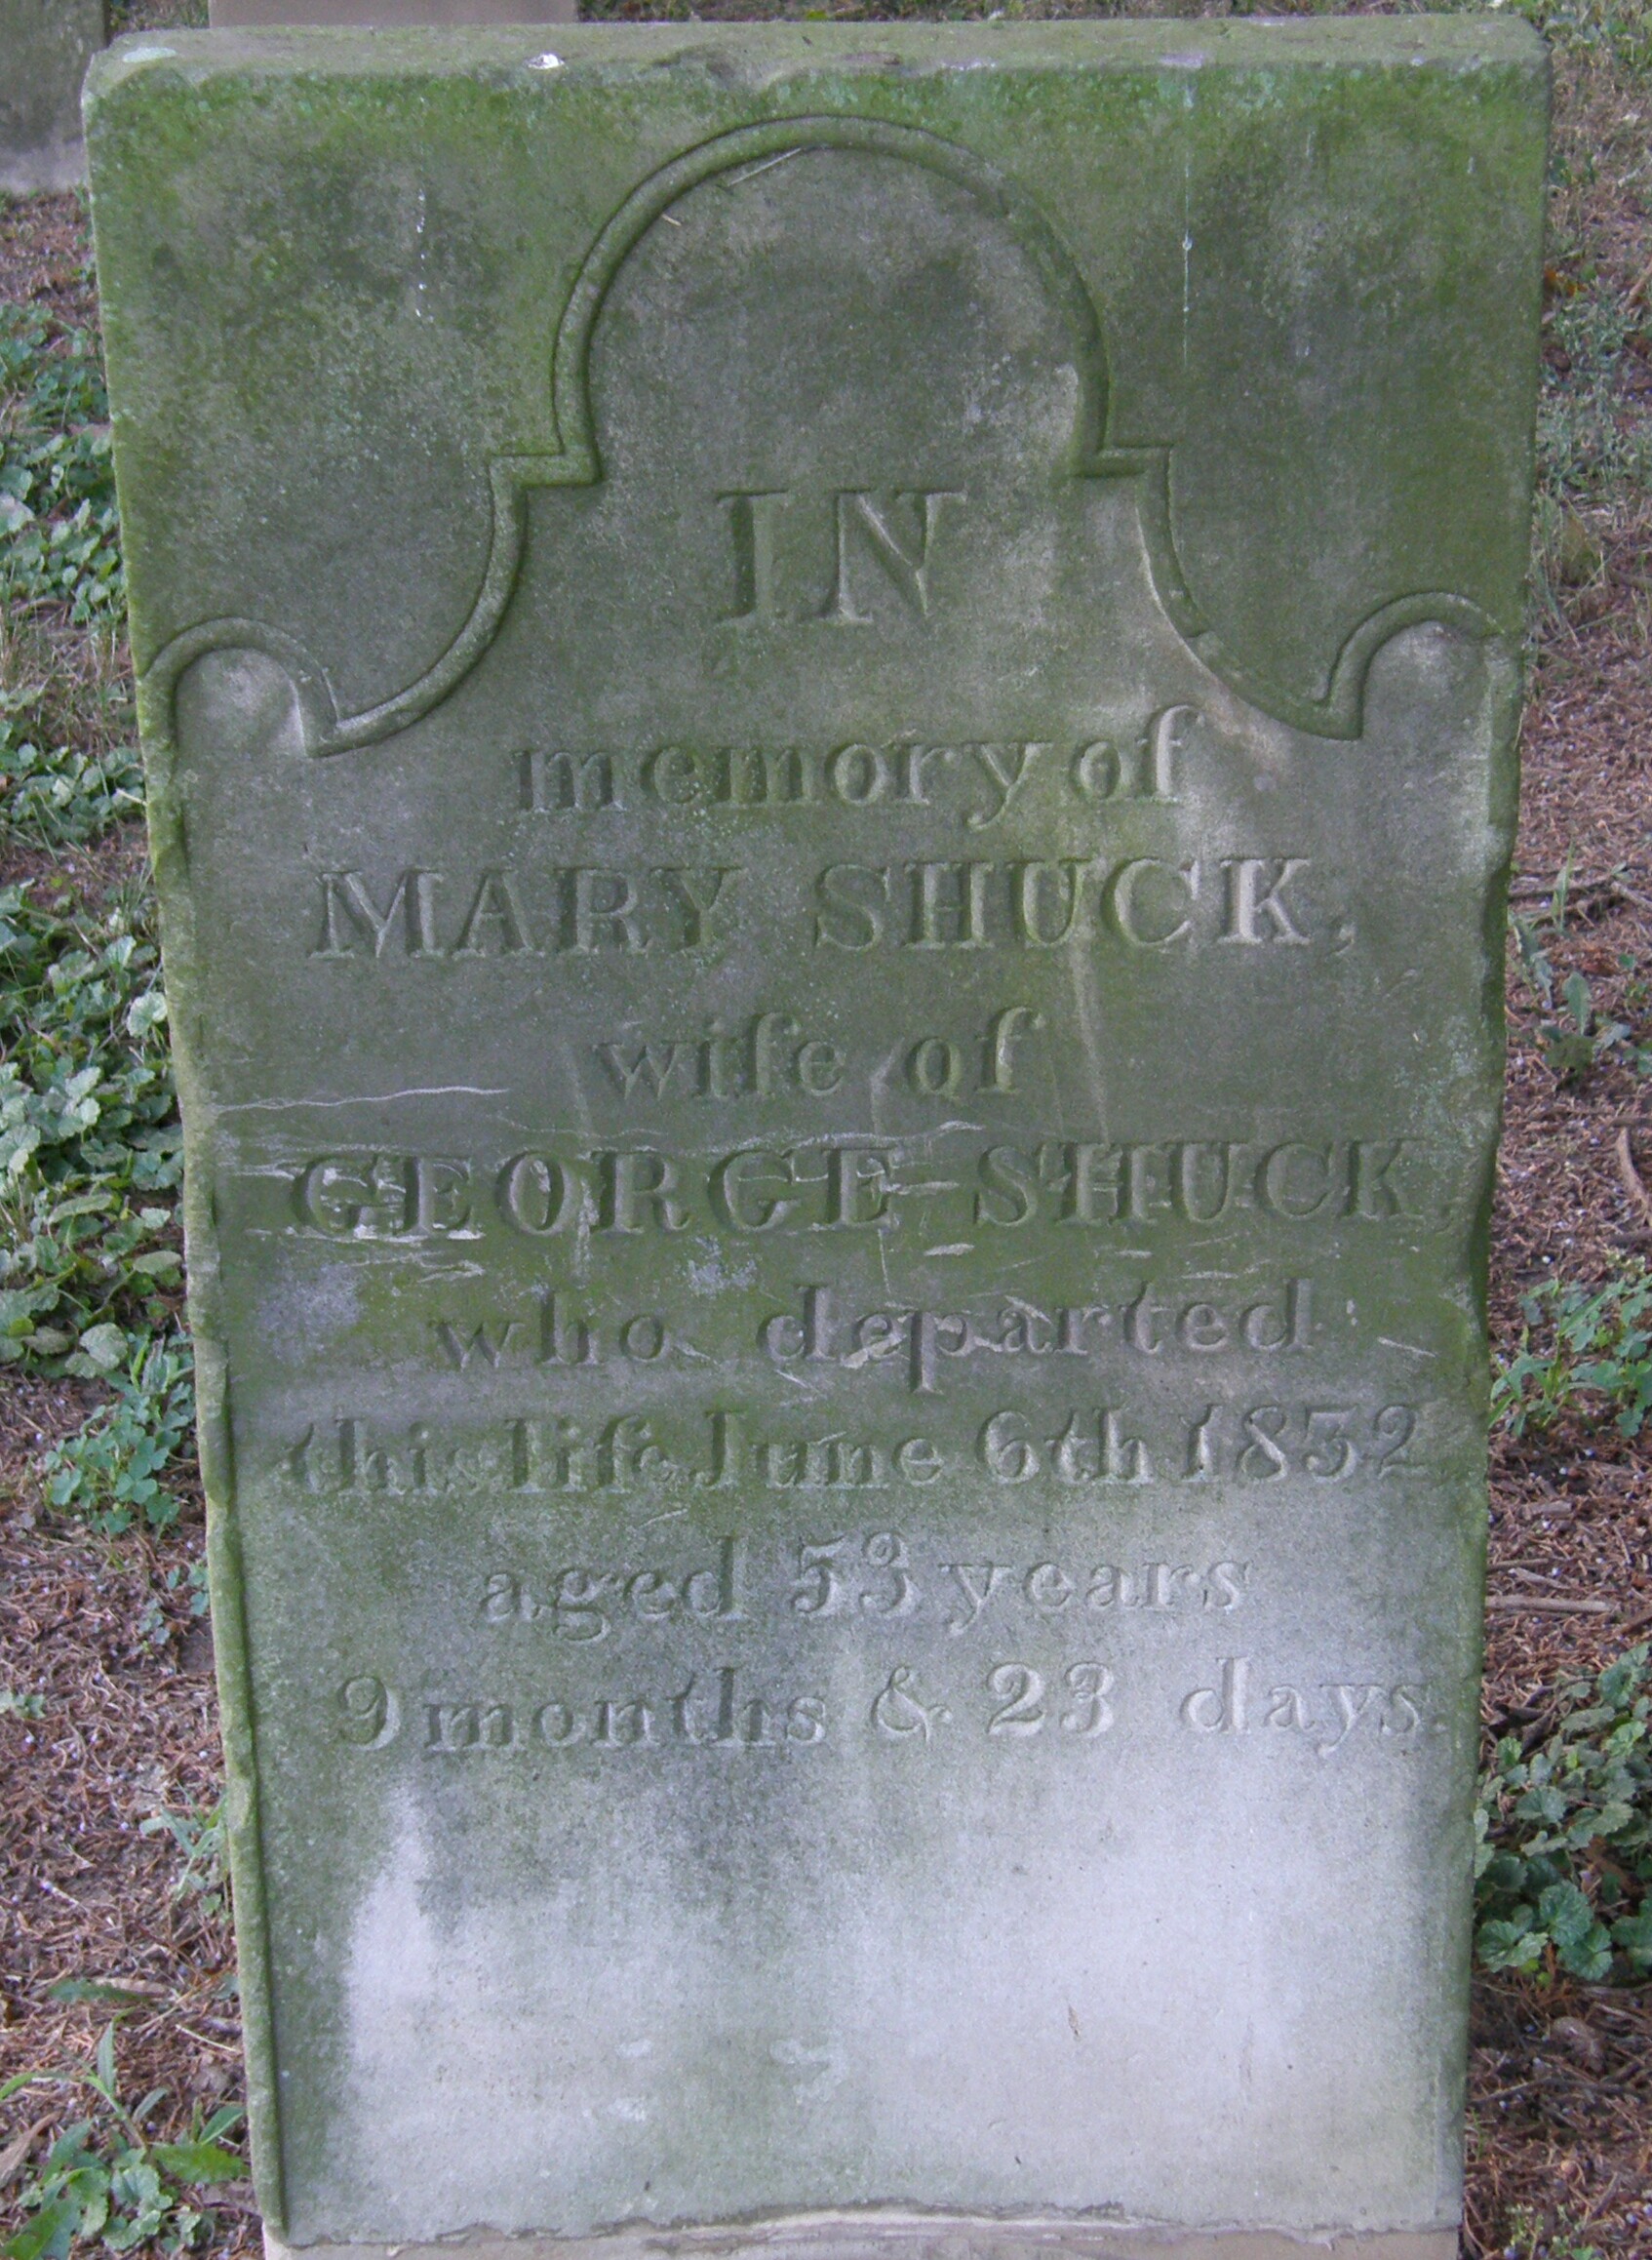 IN
memory of
MARY SHUCK,
wife of
GEORGE SHUCK,
who departed
this life June 6th 1832
aged 53 years
9 months & 23 days.